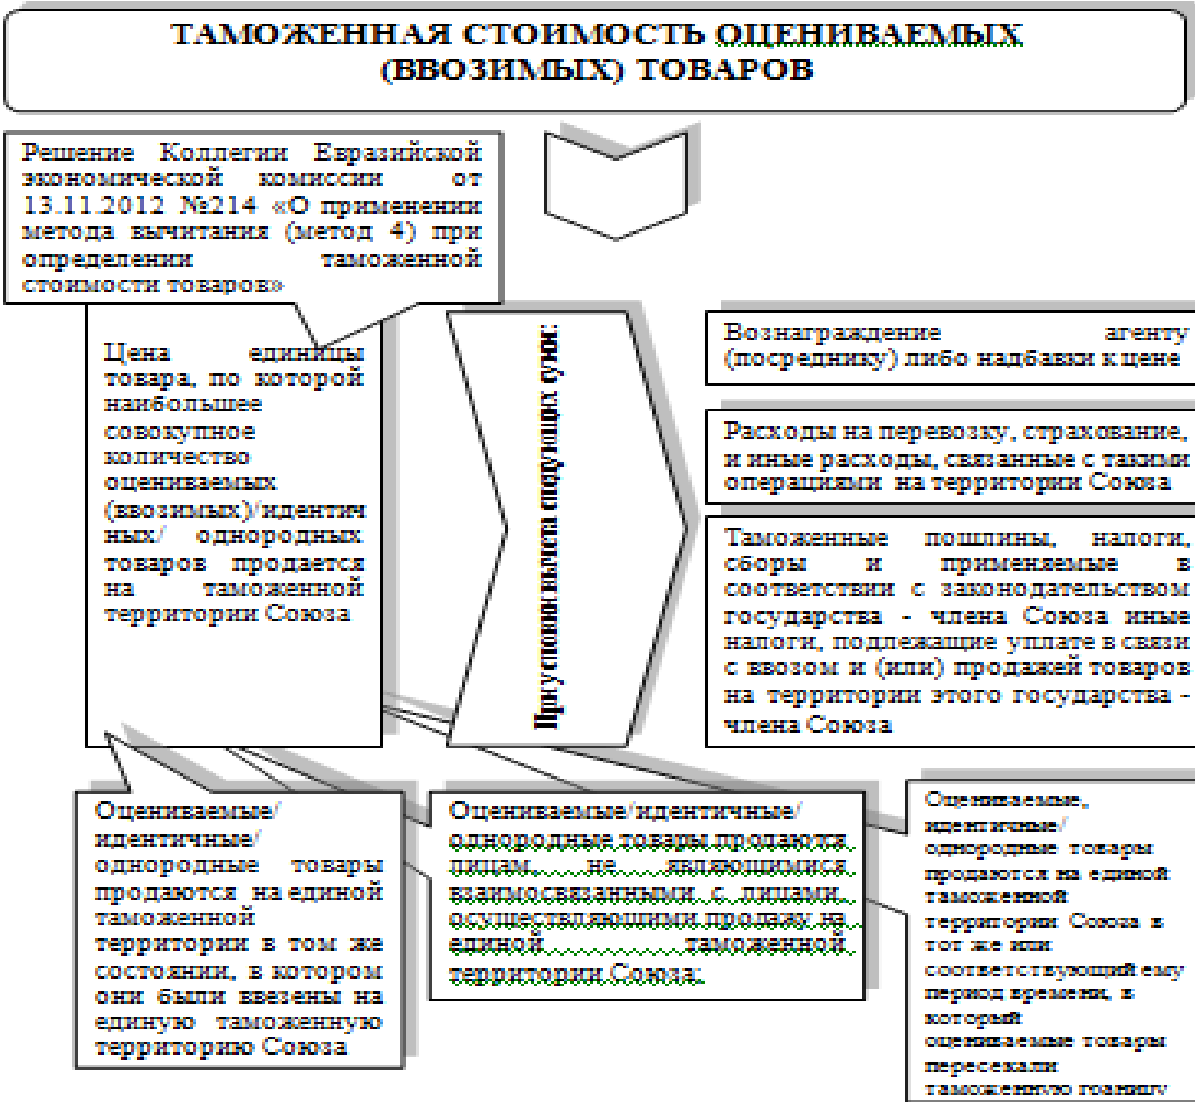 ТАМОЖЕННАЯ СТОИМОСТЬ ОЦЕНИВАЕМЫХ
(ВВОЗИМЫХ) ТОВАРОВ
Решение Коллегии Евразийской
экономической комиссии от
13.11.2012 №214 «О применении
метода вычитания (метод 4) при
определении таможенной
стоимости товаров»
Цена единицы
товара, по которой
наибольшее
совокупное
количество
оцениваемых
(ввозимых)/идентич
ных/ однородных
товаров продается
на таможенной
территории Союза
При условии вычета следующих сумм:
Вознаграждение агенту
(посреднику) либо надбавки к цене
Расходы на перевозку, страхование,
и иные расходы, связанные с такими
операциями на территории Союза
Таможенные пошлины, налоги,
сборы и применяемые в
соответствии с законодательством
государства - члена Союза иные
налоги, подлежащие уплате в связи
с ввозом и (или) продажей товаров
на территории этого государства -
члена Союза
Оцениваемые/
идентичные/
однородные товары
продаются на единой
таможенной
территории в том же
состоянии, в котором
они были ввезены на
единую таможенную
территорию Союза
Оцениваемые/идентичные/
однородные товары продаются
лицам, не являющимися
взаимосвязанными с лицами,
осуществляющими продажу на
единой таможенной
территории Союза;
Оцениваемые,
идентичные/
однородные товары
продаются на единой
таможенной
территории Союза в
тот же или
соответствующий ему
период времени, в
который
оцениваемые товары
пересекали
таможенную границу